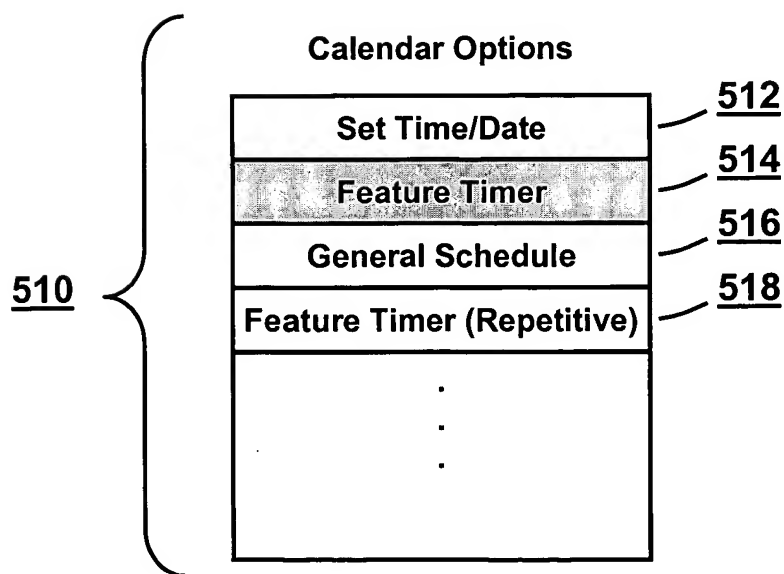 Calendar Options
512
Set Time/Date
514
Feature Timer
516
General Schedule
510
518
Feature Timer (Repetitive)
.
.
.